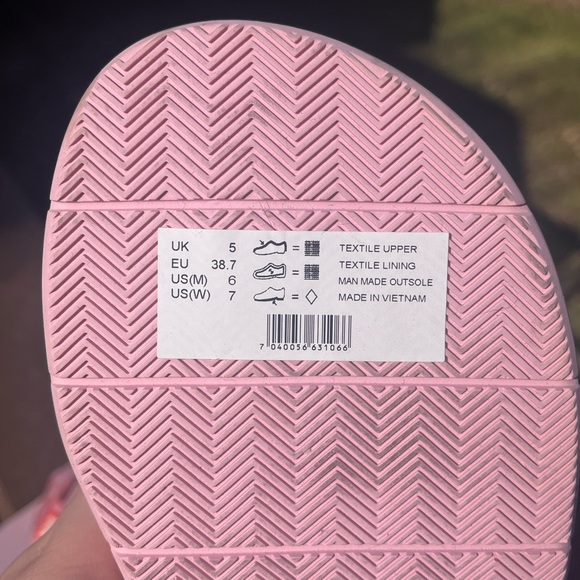 UK 5 = TEXTILE UPPER
EU 38.7 = TEXTILE LINING
US(M) 6 MAN MADE OUTSOLE
US(W) 7 = MADE IN VIETNAM
7 040056 631066